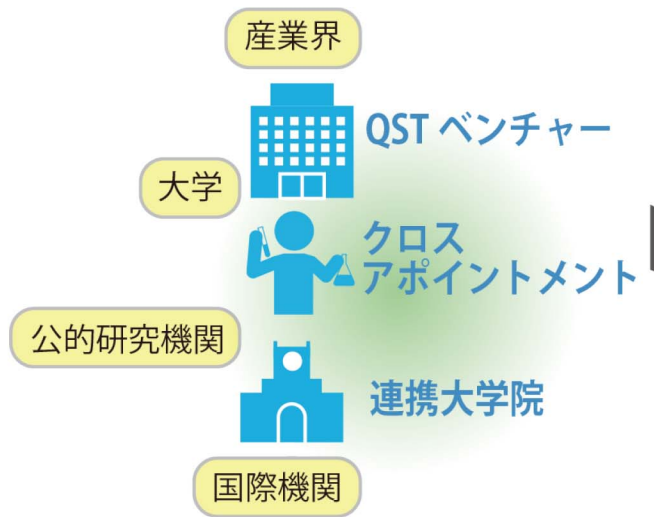 産業界
QST ベンチャー
大学
クロス
アポイントメント
公的研究機関
連携大学院
国際機関